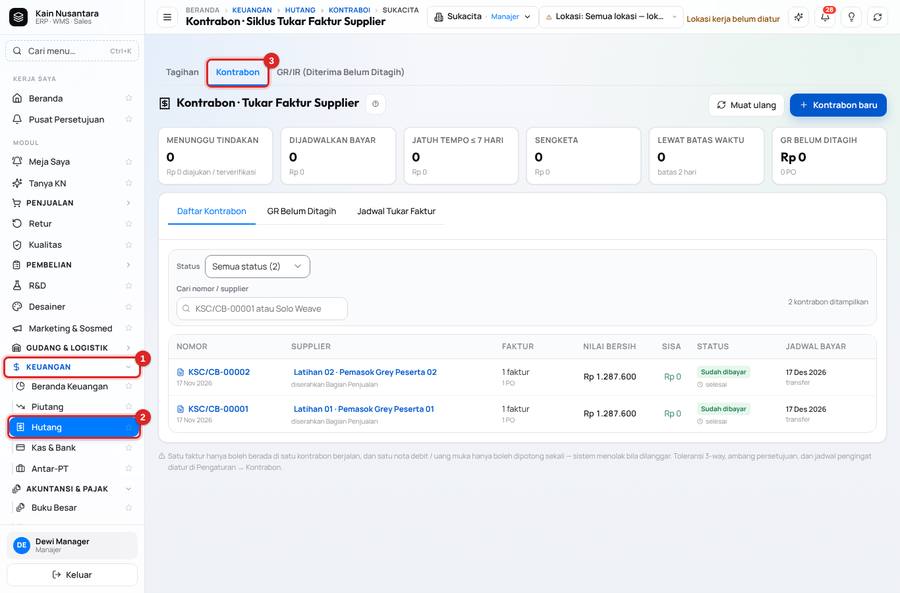 Kain Nusantara
ERP · WMS · Sales
Cari menu... Ctrl+K
KERJA SAYA
Beranda
Pusat Persetujuan
MODUL
Meja Saya
Tanya KN
PENJUALAN
Retur
Kualitas
PEMBELIAN
R&D
Desainer
Marketing & Sosmed
GUDANG & LOGISTIK
KEUANGAN
1
Beranda Keuangan
Piutang
2
Hutang
Kas & Bank
Antar-PT
AKUNTANSI & PAJAK
Buku Besar
DE
Dewi Manager
Manajer
Keluar
BERANDA › KEUANGAN › HUTANG › KONTRABOI › SUKACITA
Kontrabon · Siklus Tukar Faktur Supplier
Sukacita · Manajer
Lokasi: Semua lokasi — lok...
Lokasi kerja belum diatur
26
Tagihan
Kontrabon
3
GR/IR (Diterima Belum Ditagih)
Kontrabon · Tukar Faktur Supplier
Muat ulang
+ Kontrabon baru
MENUNGGU TINDAKAN
0
Rp 0 diajukan / terverifikasi
DIJADWALKAN BAYAR
0
Rp 0
JATUH TEMPO ≤ 7 HARI
0
Rp 0
SENGKETA
0
Rp 0
LEWAT BATAS WAKTU
0
batas 2 hari
GR BELUM DITAGIH
Rp 0
0 PO
Daftar Kontrabon GR Belum Ditagih Jadwal Tukar Faktur
Status Semua status (2)
Cari nomor / supplier
KSC/CB-00001 atau Solo Weave
2 kontrabon ditampilkan
NOMOR SUPPLIER FAKTUR NILAI BERSIH SISA STATUS JADWAL BAYAR
KSC/CB-00002 Latihan 02 · Pemasok Grey Peserta 02 1 faktur Rp 1.287.600 Rp 0 Sudah dibayar 17 Des 2026
17 Nov 2026 diserahkan Bagian Penjualan 1 PO selesai transfer
KSC/CB-00001 Latihan 01 · Pemasok Grey Peserta 01 1 faktur Rp 1.287.600 Rp 0 Sudah dibayar 17 Des 2026
17 Nov 2026 diserahkan Bagian Penjualan 1 PO selesai transfer
Satu faktur hanya boleh berada di satu kontrabon berjalan, dan satu nota debit / uang muka hanya boleh dipotong sekali — sistem menolak bila dilanggar. Toleransi 3-way, ambang persetujuan, dan jadwal pengingat
diatur di Pengaturan → Kontrabon.